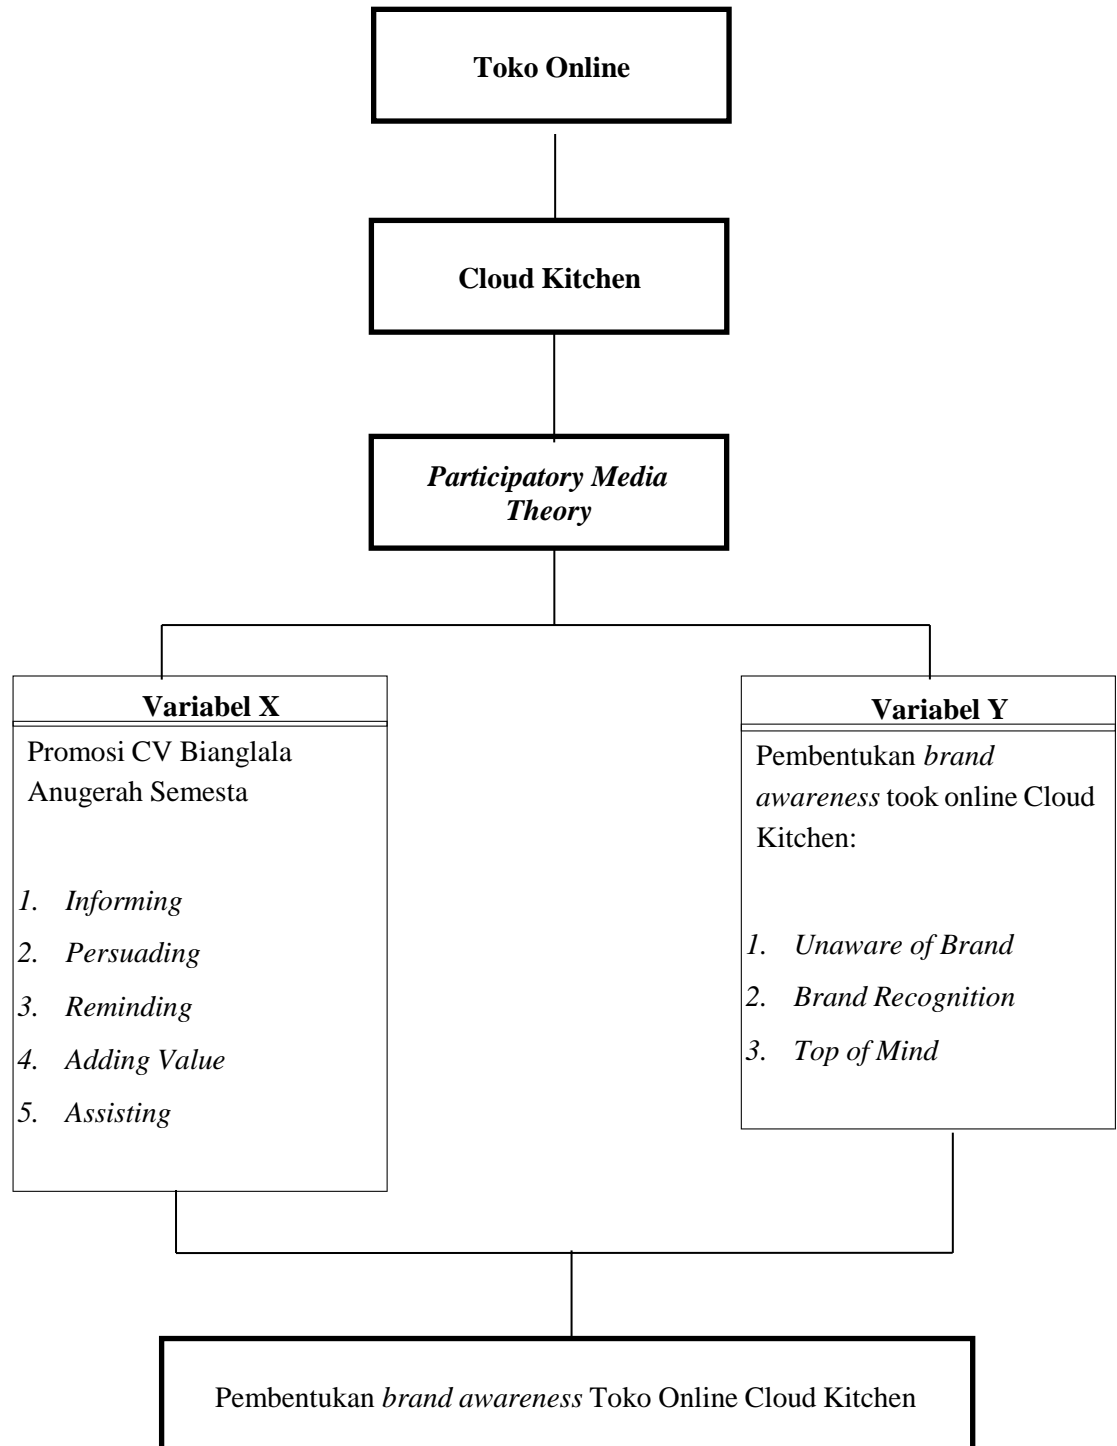 Toko Online
Cloud Kitchen
Participatory Media
Theory
Variabel X
Promosi CV Bianglala
Anugerah Semesta
1. Informing
2. Persuading
3. Reminding
4. Adding Value
5. Assisting
Variabel Y
Pembentukan brand
awareness took online Cloud
Kitchen:
1. Unaware of Brand
2. Brand Recognition
3. Top of Mind
Pembentukan brand awareness Toko Online Cloud Kitchen